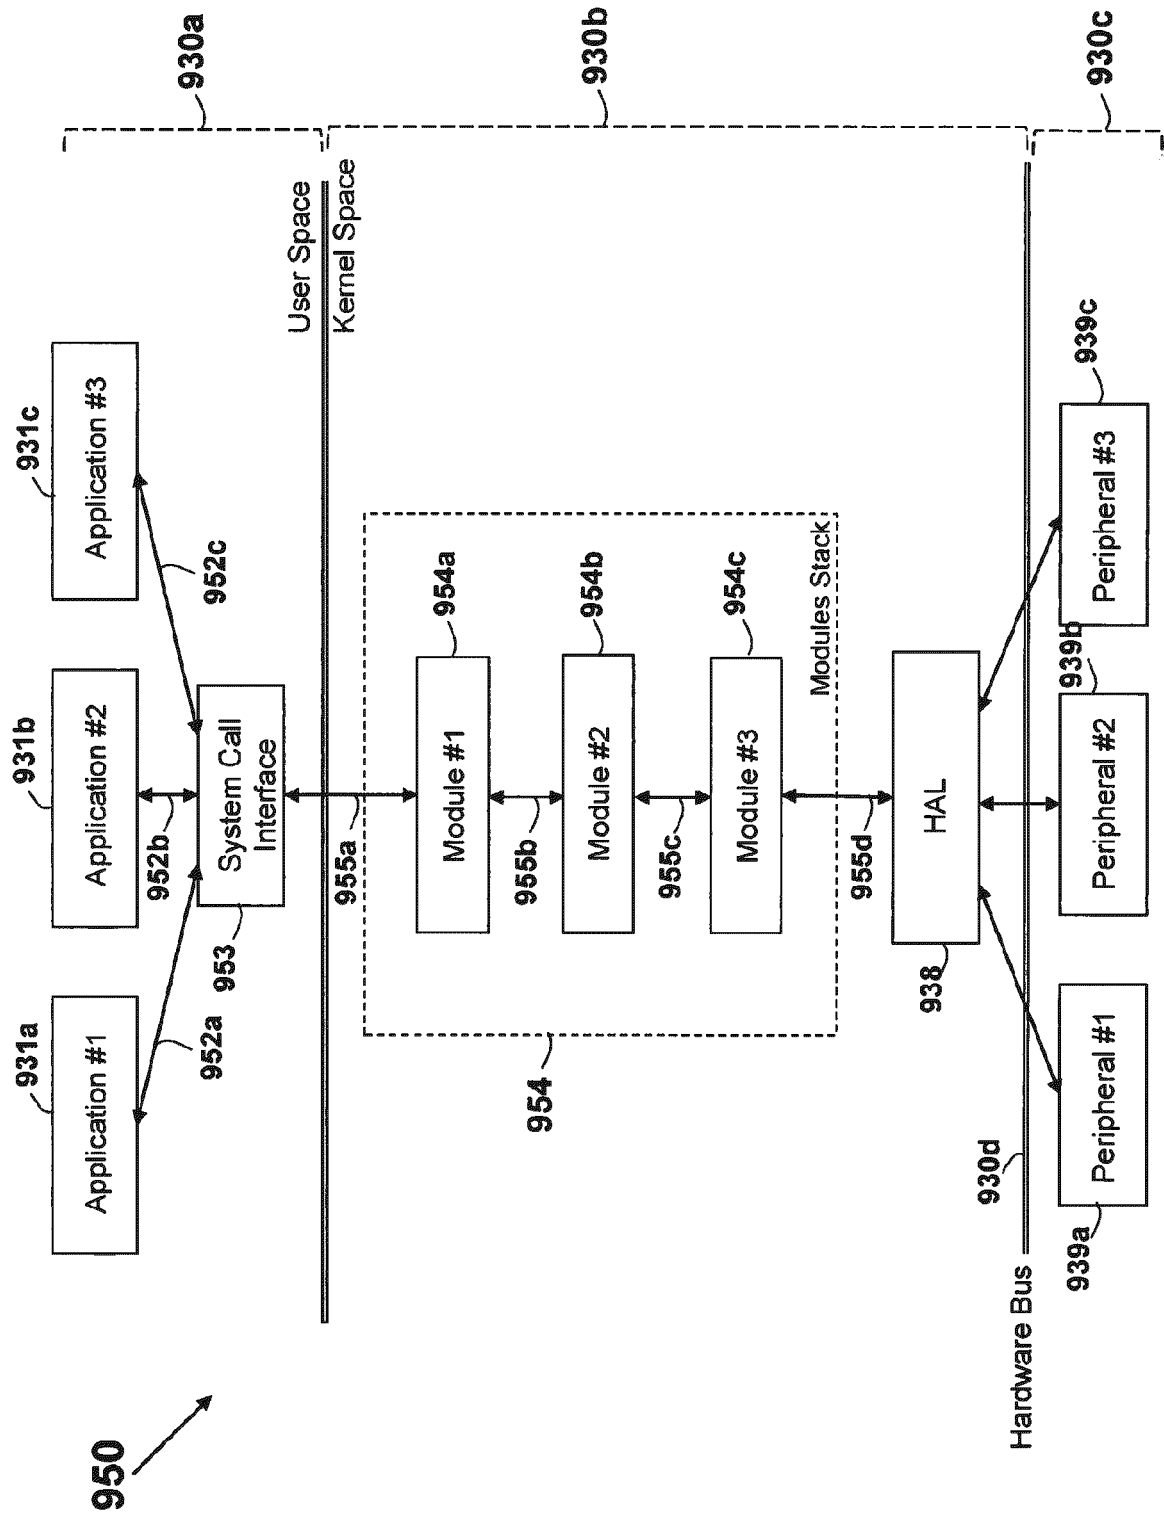 950
931a
931b
931c
Application #1
Application #2
Application #3
930a
952a
952b
952c
953
System Call
Interface
User Space
Kernel Space
955a
930b
954
954a
Module #1
955b
954b
Module #2
955c
954c
Module #3
Modules Stack
955d
938
HAL
930d
Hardware Bus
939a
939b
939c
Peripheral #1
Peripheral #2
Peripheral #3
930c